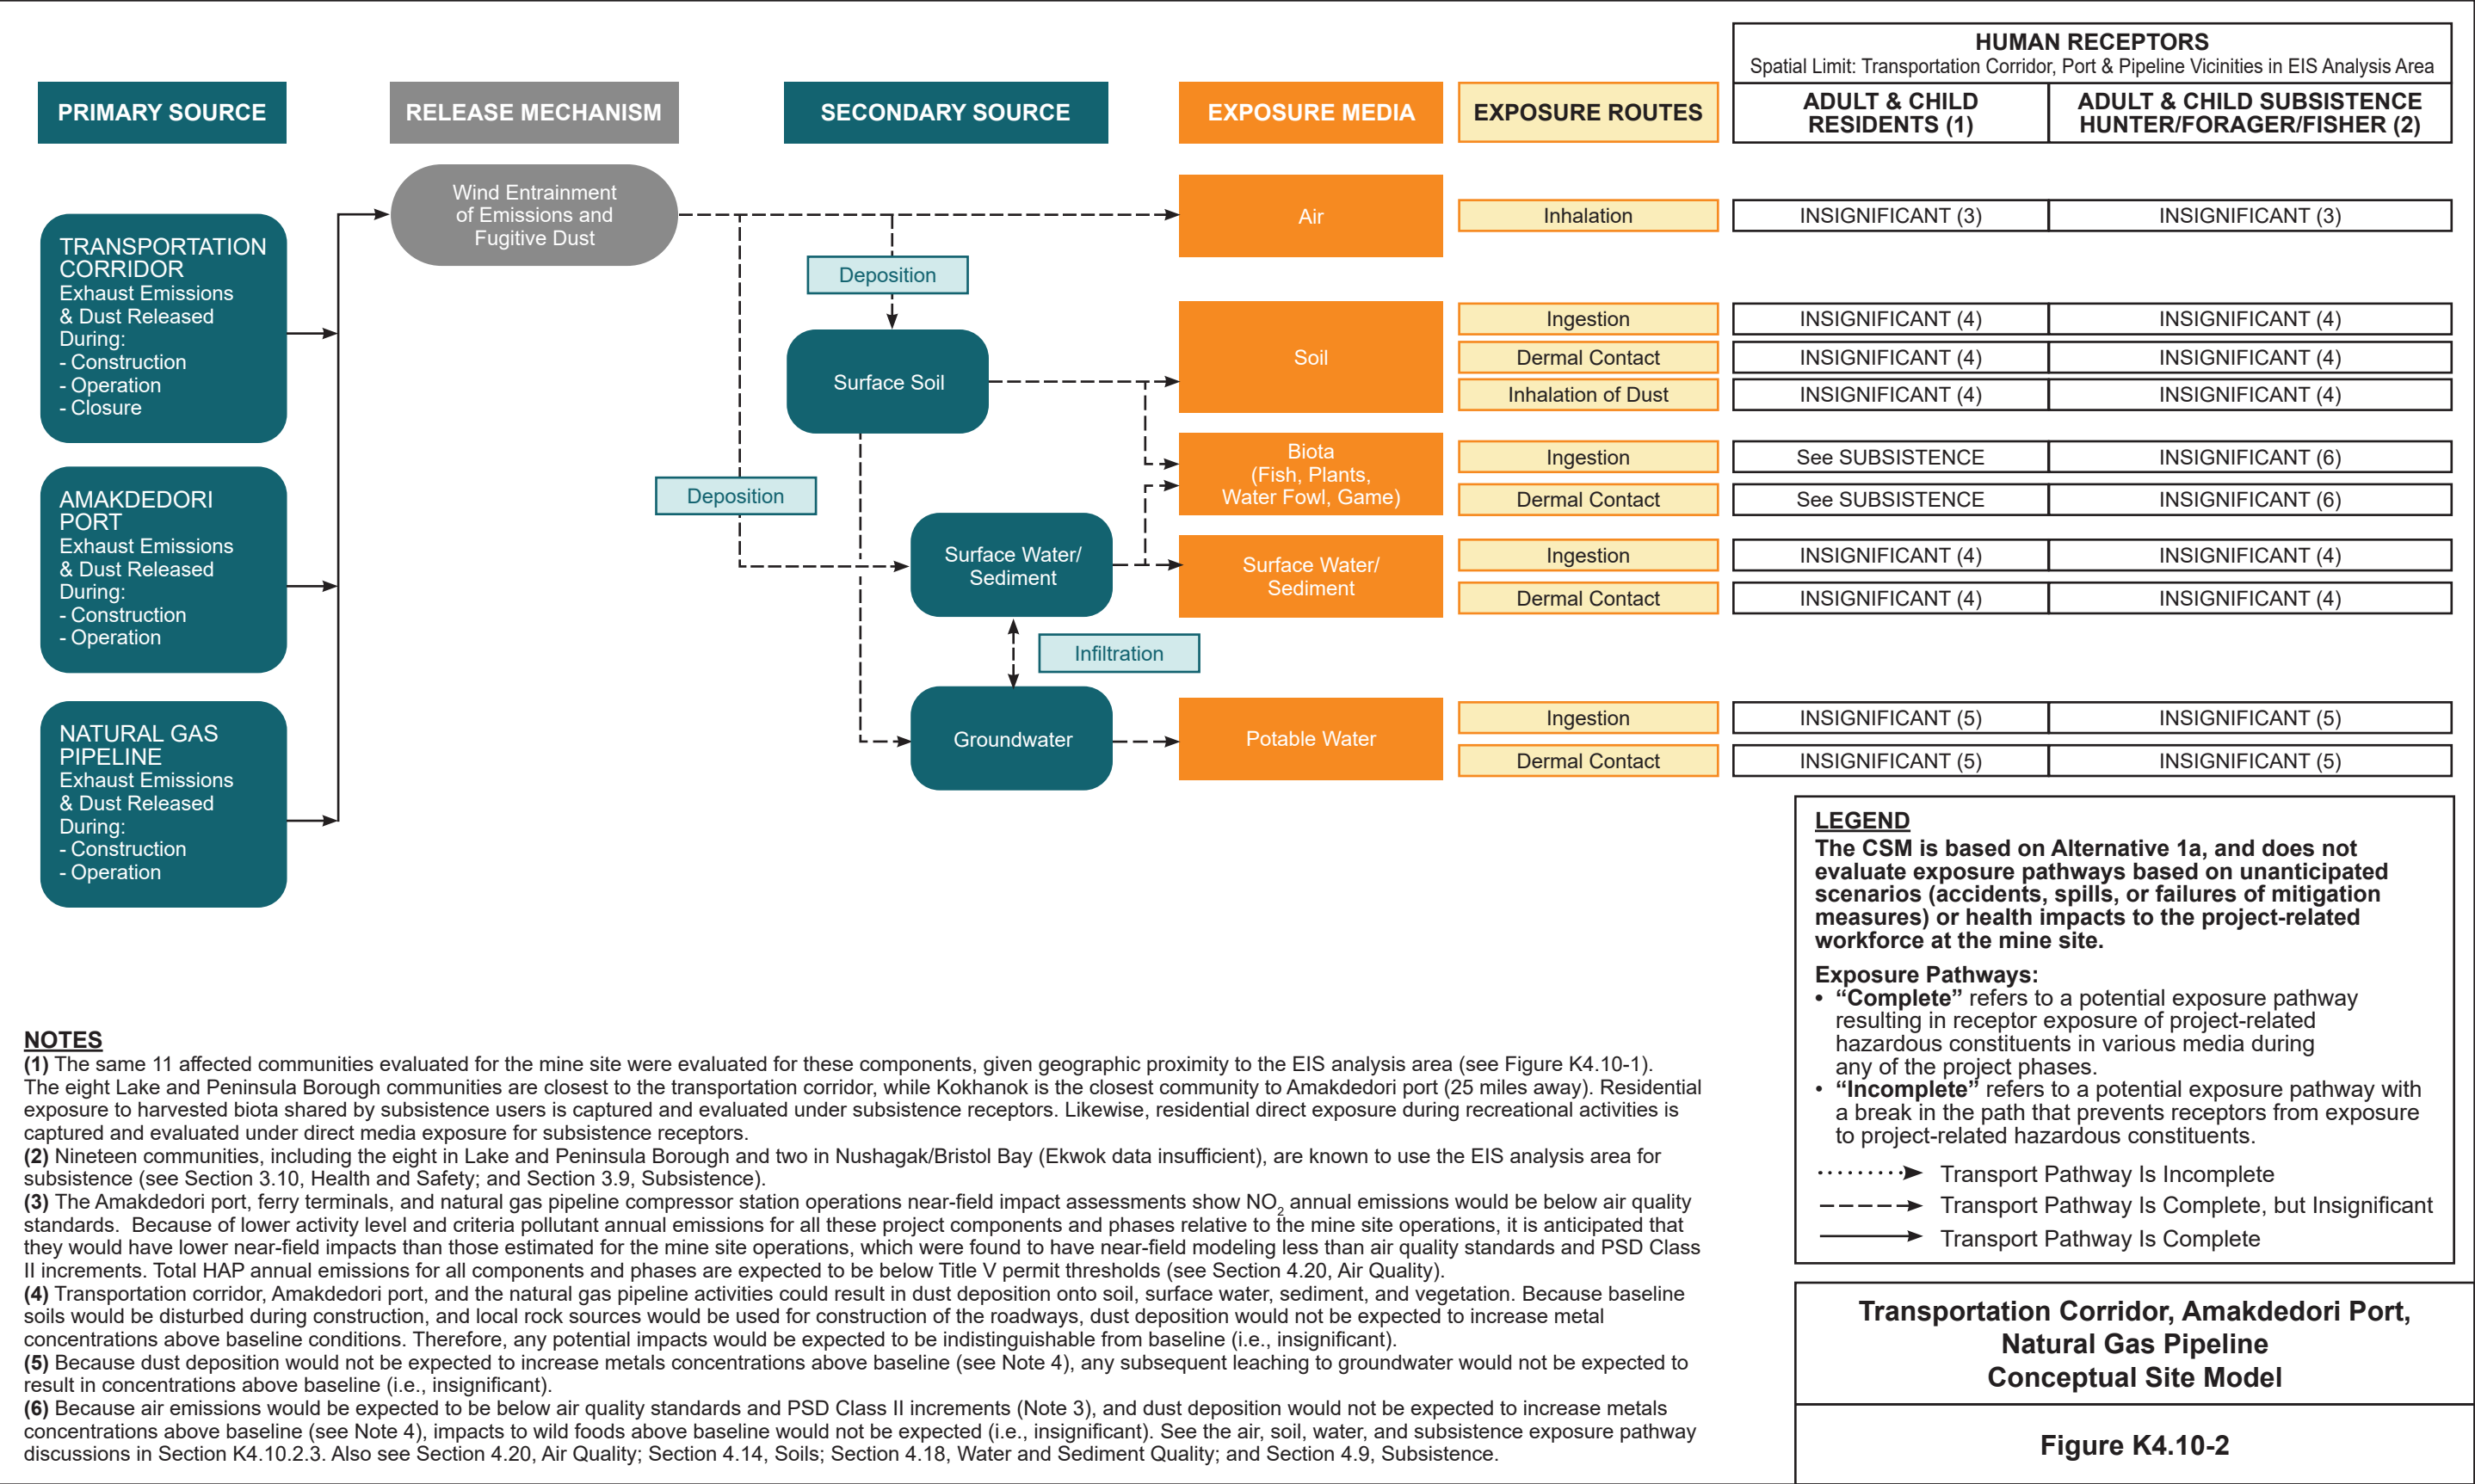 HUMAN RECEPTORS
Spatial Limit: Transportation Corridor, Port & Pipeline Vicinities in EIS Analysis Area
PRIMARY SOURCE
RELEASE MECHANISM
SECONDARY SOURCE
EXPOSURE MEDIA
EXPOSURE ROUTES
ADULT & CHILD
RESIDENTS (1)
ADULT & CHILD SUBSISTENCE
HUNTER/FORAGER/FISHER (2)
TRANSPORTATION
CORRIDOR
Exhaust Emissions
& Dust Released
During:
- Construction
- Operation
- Closure
AMAKDEDORI
PORT
Exhaust Emissions
& Dust Released
During:
- Construction
- Operation
NATURAL GAS
PIPELINE
Exhaust Emissions
& Dust Released
During:
- Construction
- Operation
Wind Entrainment
of Emissions and
Fugitive Dust
Deposition
Surface Soil
Deposition
Surface Water/
Sediment
Infiltration
Groundwater
Air
Inhalation
INSIGNIFICANT (3)
INSIGNIFICANT (3)
Soil
Ingestion
INSIGNIFICANT (4)
INSIGNIFICANT (4)
Dermal Contact
INSIGNIFICANT (4)
INSIGNIFICANT (4)
Inhalation of Dust
INSIGNIFICANT (4)
INSIGNIFICANT (4)
Biota
(Fish, Plants,
Water Fowl, Game)
Ingestion
See SUBSISTENCE
INSIGNIFICANT (6)
Dermal Contact
See SUBSISTENCE
INSIGNIFICANT (6)
Surface Water/
Sediment
Ingestion
INSIGNIFICANT (4)
INSIGNIFICANT (4)
Dermal Contact
INSIGNIFICANT (4)
INSIGNIFICANT (4)
Potable Water
Ingestion
INSIGNIFICANT (5)
INSIGNIFICANT (5)
Dermal Contact
INSIGNIFICANT (5)
INSIGNIFICANT (5)
LEGEND
The CSM is based on Alternative 1a, and does not
evaluate exposure pathways based on unanticipated
scenarios (accidents, spills, or failures of mitigation
measures) or health impacts to the project-related
workforce at the mine site.
Exposure Pathways:
• “Complete” refers to a potential exposure pathway
resulting in receptor exposure of project-related
hazardous constituents in various media during
any of the project phases.
• “Incomplete” refers to a potential exposure pathway with
a break in the path that prevents receptors from exposure
to project-related hazardous constituents.
Transport Pathway Is Incomplete
Transport Pathway Is Complete, but Insignificant
Transport Pathway Is Complete
NOTES
(1) The same 11 affected communities evaluated for the mine site were evaluated for these components, given geographic proximity to the EIS analysis area (see Figure K4.10-1).
The eight Lake and Peninsula Borough communities are closest to the transportation corridor, while Kokhanok is the closest community to Amakdedori port (25 miles away). Residential
exposure to harvested biota shared by subsistence users is captured and evaluated under subsistence receptors. Likewise, residential direct exposure during recreational activities is
captured and evaluated under direct media exposure for subsistence receptors.
(2) Nineteen communities, including the eight in Lake and Peninsula Borough and two in Nushagak/Bristol Bay (Ekwok data insufficient), are known to use the EIS analysis area for
subsistence (see Section 3.10, Health and Safety; and Section 3.9, Subsistence).
(3) The Amakdedori port, ferry terminals, and natural gas pipeline compressor station operations near-field impact assessments show NO2 annual emissions would be below air quality
standards. Because of lower activity level and criteria pollutant annual emissions for all these project components and phases relative to the mine site operations, it is anticipated that
they would have lower near-field impacts than those estimated for the mine site operations, which were found to have near-field modeling less than air quality standards and PSD Class
II increments. Total HAP annual emissions for all components and phases are expected to be below Title V permit thresholds (see Section 4.20, Air Quality).
(4) Transportation corridor, Amakdedori port, and the natural gas pipeline activities could result in dust deposition onto soil, surface water, sediment, and vegetation. Because baseline
soils would be disturbed during construction, and local rock sources would be used for construction of the roadways, dust deposition would not be expected to increase metal
concentrations above baseline conditions. Therefore, any potential impacts would be expected to be indistinguishable from baseline (i.e., insignificant).
(5) Because dust deposition would not be expected to increase metals concentrations above baseline (see Note 4), any subsequent leaching to groundwater would not be expected to
result in concentrations above baseline (i.e., insignificant).
(6) Because air emissions would be expected to be below air quality standards and PSD Class II increments (Note 3), and dust deposition would not be expected to increase metals
concentrations above baseline (see Note 4), impacts to wild foods above baseline would not be expected (i.e., insignificant). See the air, soil, water, and subsistence exposure pathway
discussions in Section K4.10.2.3. Also see Section 4.20, Air Quality; Section 4.14, Soils; Section 4.18, Water and Sediment Quality; and Section 4.9, Subsistence.
Transportation Corridor, Amakdedori Port,
Natural Gas Pipeline
Conceptual Site Model
Figure K4.10-2